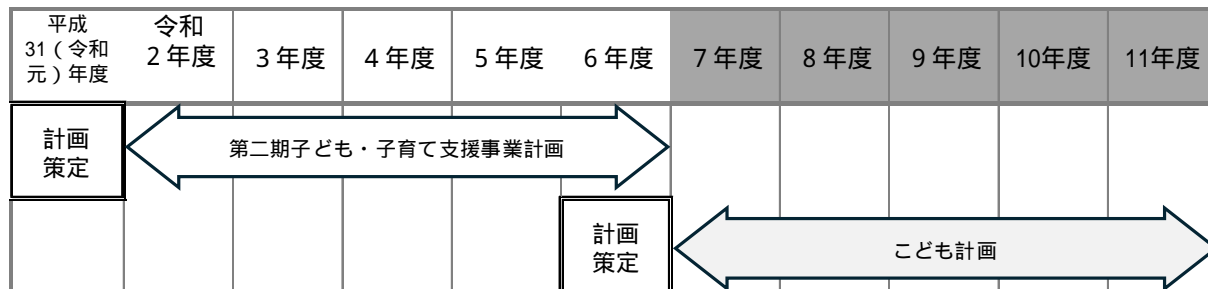 平成
31（令和
元）年度
令和
２年度
３年度
４年度
５年度
６年度
７年度
８年度
９年度
10年度
11年度
計画
策定
第二期子ども・子育て支援事業計画
計画
策定
こども計画